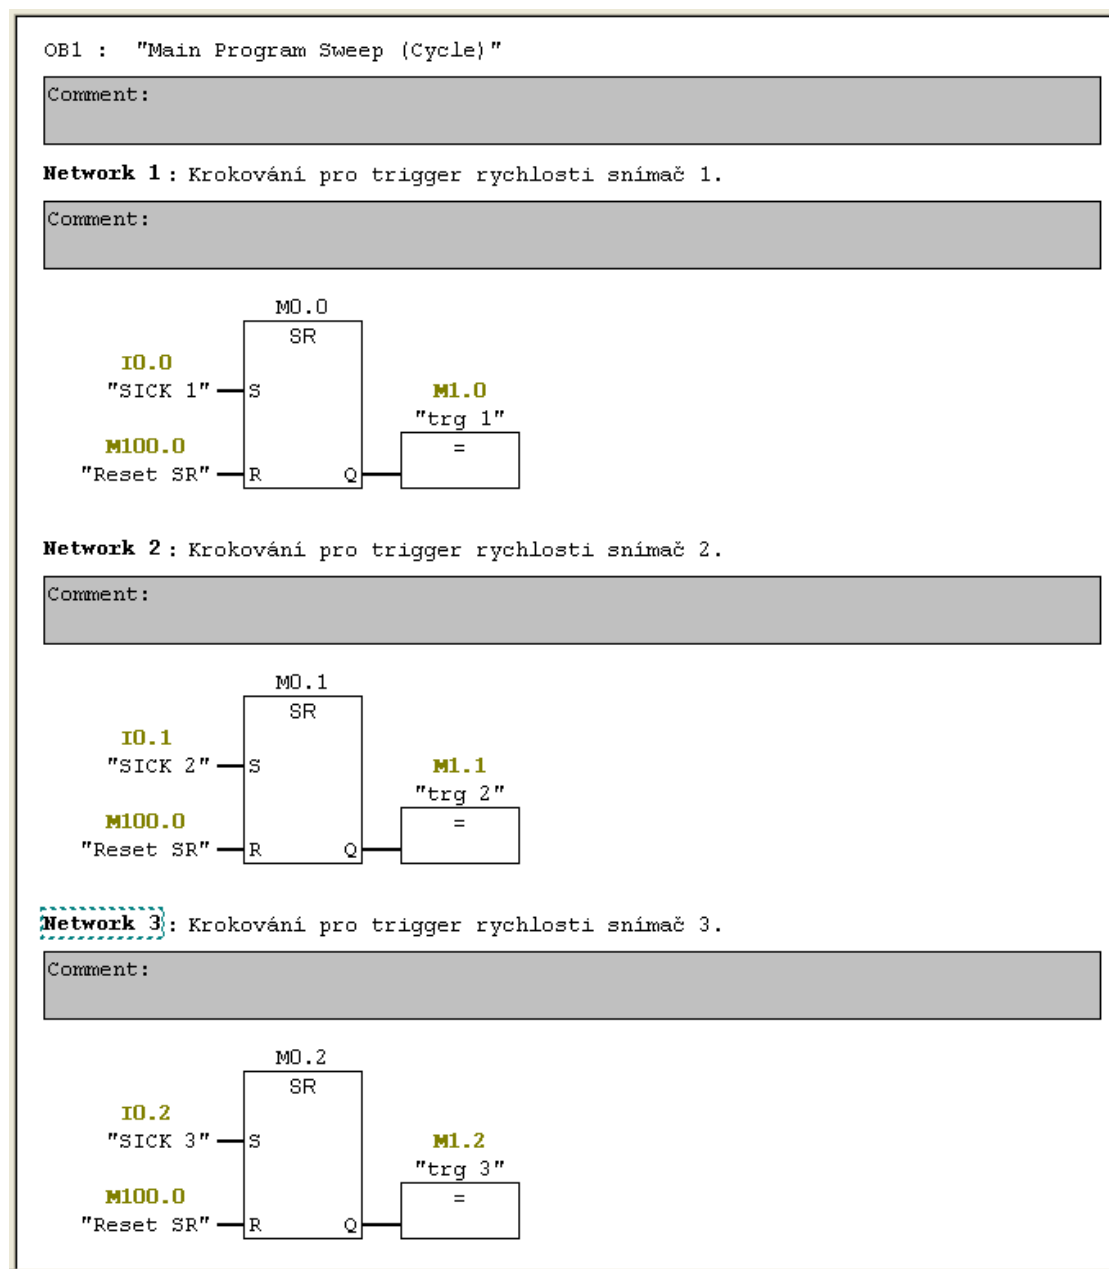 OB1 : "Main Program Sweep (Cycle)"
Comment:
Network 1 : Krokování pro trigger rychlosti snímač 1.
Comment:
M0.0
SR
I0.0
"SICK 1" S
M1.0
"trg 1"
M100.0 =
"Reset SR" R Q
Network 2 : Krokování pro trigger rychlosti snímač 2.
Comment:
M0.1
SR
I0.1
"SICK 2" S M1.1
"trg 2"
M100.0 =
"Reset SR" R Q
Network 3 : Krokování pro trigger rychlosti snímač 3.
Comment:
M0.2
SR
I0.2
"SICK 3" S M1.2
"trg 3"
M100.0 =
"Reset SR" R Q